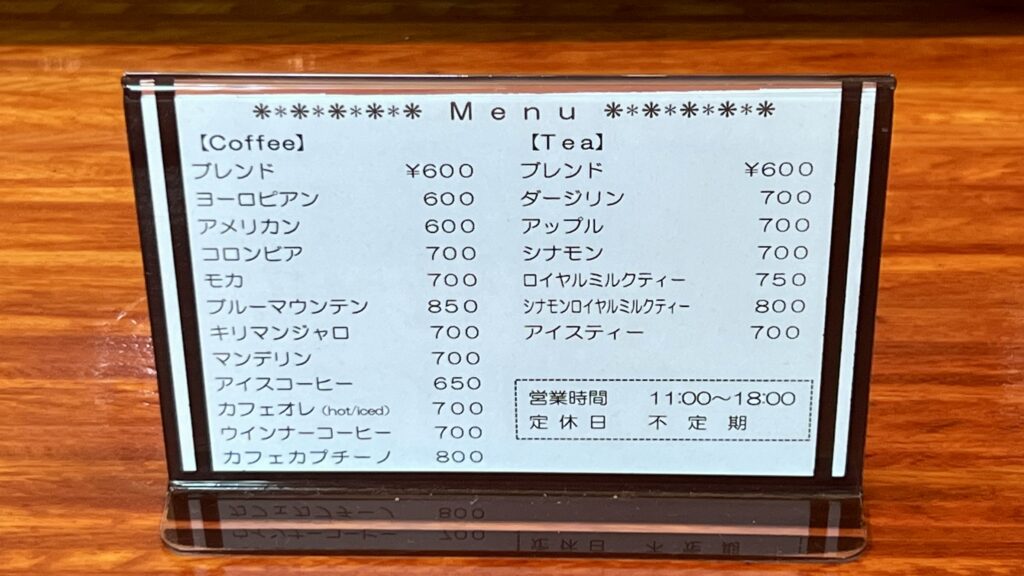 **＊*＊*＊*＊* Menu ＊*＊*＊*＊*＊
【Coffee】
ブレンド ¥600
ヨーロピアン 600
アメリカン 600
コロンビア 700
モカ 700
ブルーマウンテン 850
キリマンジャロ 700
マンデリン 700
アイスコーヒー 650
カフェオレ (hot/iced) 700
ウインナーコーヒー 700
カフェカプチーノ 800
【Tea】
ブレンド ¥600
ダージリン 700
アップル 700
シナモン 700
ロイヤルミルクティー 750
シナモンロイヤルミルクティー 800
アイスティー 700
営業時間 11:00～18:00
定休日 不定期